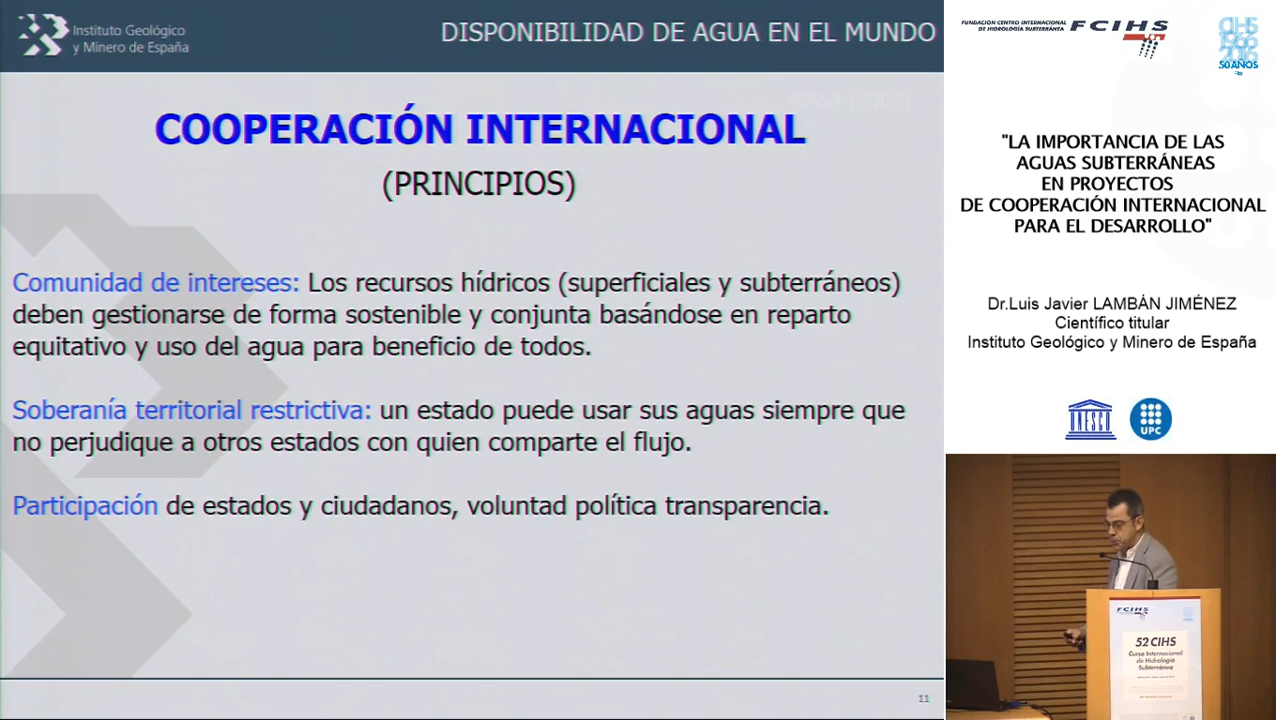 Instituto Geológico
y Minero de España
DISPONIBILIDAD DE AGUA EN EL MUNDO
COOPERACIÓN INTERNACIONAL
(PRINCIPIOS)
Comunidad de intereses: Los recursos hídricos (superficiales y subterráneos)
deben gestionarse de forma sostenible y conjunta basándose en reparto
equitativo y uso del agua para beneficio de todos.
Soberanía territorial restrictiva: un estado puede usar sus aguas siempre que
no perjudique a otros estados con quien comparte el flujo.
Participación de estados y ciudadanos, voluntad política transparencia.
11
FUNDACIÓN CENTRO INTERNACIONAL
DE HIDROLOGÍA SUBTERRÁNEA
FCIHS
CIHS
1966
2016
50 AÑOS
"LA IMPORTANCIA DE LAS
AGUAS SUBTERRÁNEAS
EN PROYECTOS
DE COOPERACIÓN INTERNACIONAL
PARA EL DESARROLLO"
Dr.Luis Javier LAMBÁN JIMÉNEZ
Científico titular
Instituto Geológico y Minero de España
UNESCO
UPC
FCIHS
52 CIHS
Curso Internacional
de Hidrología
Subterránea